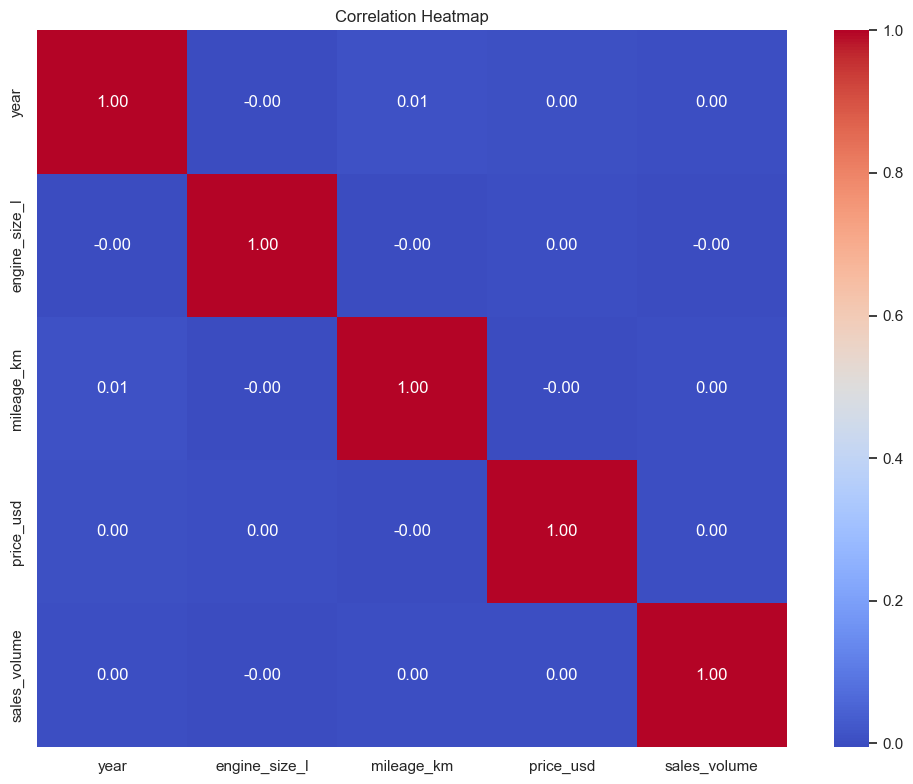 Correlation Heatmap
year 1.00 -0.00 0.01 0.00 0.00
engine_size_l -0.00 1.00 -0.00 0.00 -0.00
mileage_km 0.01 -0.00 1.00 -0.00 0.00
price_usd 0.00 0.00 -0.00 1.00 0.00
sales_volume 0.00 -0.00 0.00 0.00 1.00
year engine_size_l mileage_km price_usd sales_volume
1.0
0.8
0.6
0.4
0.2
0.0